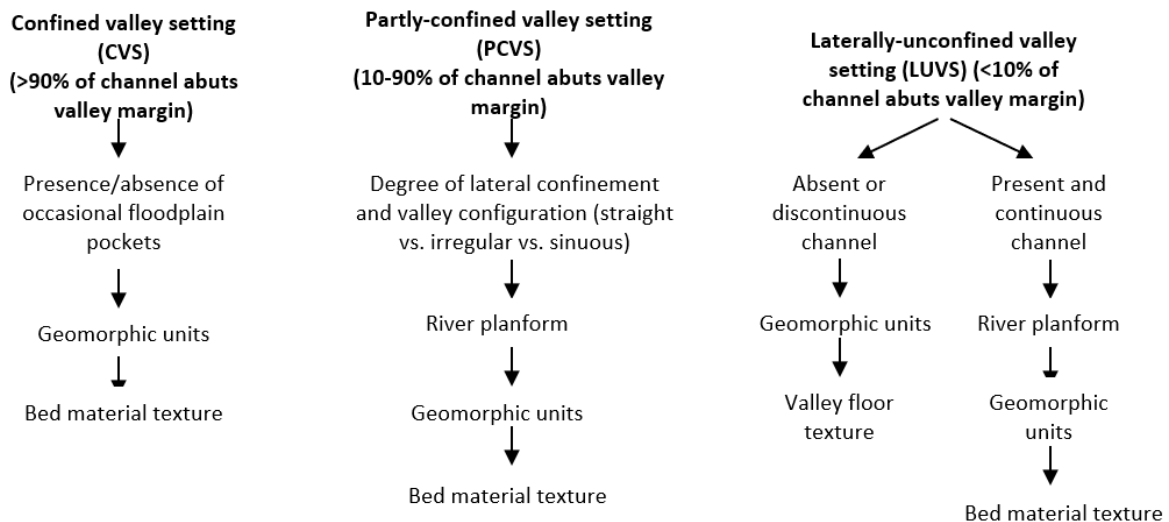 Confined valley setting
(CVS)
(>90% of channel abuts
valley margin)
Presence/absence of
occasional floodplain
pockets
Geomorphic units
Bed material texture
Partly-confined valley
setting (PCVS)
(10-90% of channel abuts valley
margin)
Degree of lateral confinement
and valley configuration (straight
vs. irregular vs. sinuous)
River planform
Geomorphic units
Bed material texture
Laterally-unconfined valley
setting (LUVS) (<10% of
channel abuts valley margin)
Absent or
discontinuous
channel
Geomorphic units
Valley floor
texture
Present and
continuous
channel
River planform
Geomorphic
units
Bed material texture